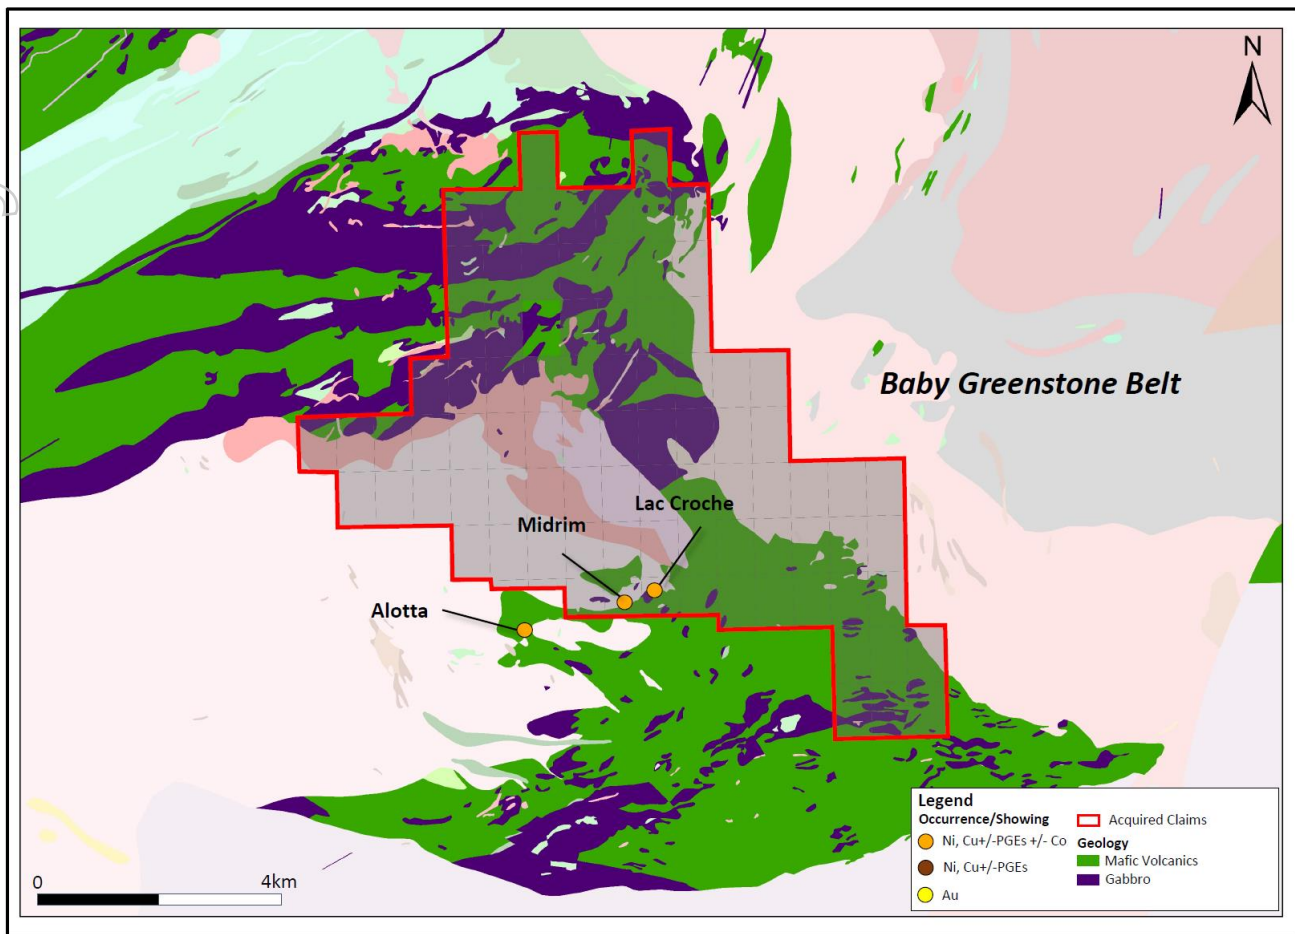 N
Baby Greenstone Belt
Lac Croche
Midrim
Alotta
Legend
Occurrence/Showing
Ni, Cu+/-PGEs +/- Co
Ni, Cu+/-PGEs
Au
Acquired Claims
Geology
Mafic Volcanics
Gabbro
0 4km